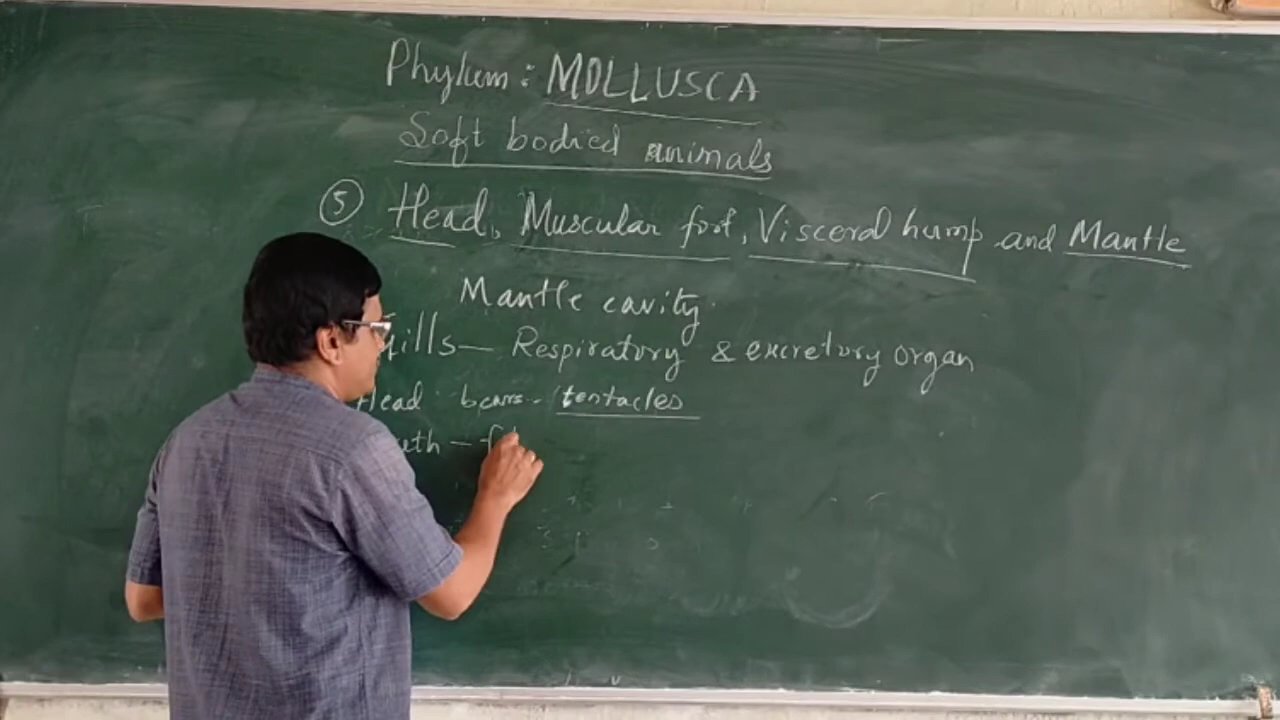 Phylum: MOLLUSCA
Soft bodied animals
⑤ Head, Muscular foot, Visceral hump and Mantle
Mantle cavity.
Gills — Respiratory & excretory organ
Head bears - tentacles